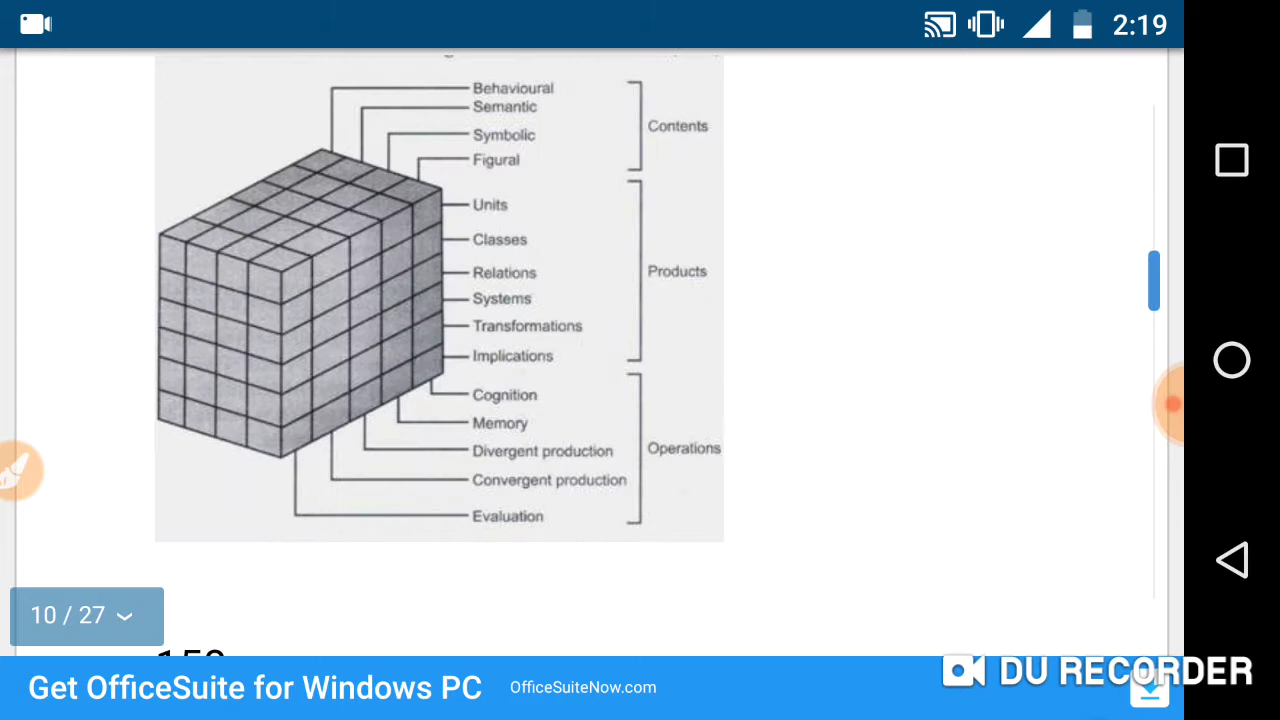 2:19
Behavioural
Semantic
Symbolic
Contents
Figural
Units
Classes
Relations
Products
Systems
Transformations
Implications
Cognition
Memory
Divergent production
Operations
Convergent production
Evaluation
10 / 27
Get OfficeSuite for Windows PC OfficeSuiteNow.com
DU RECORDER